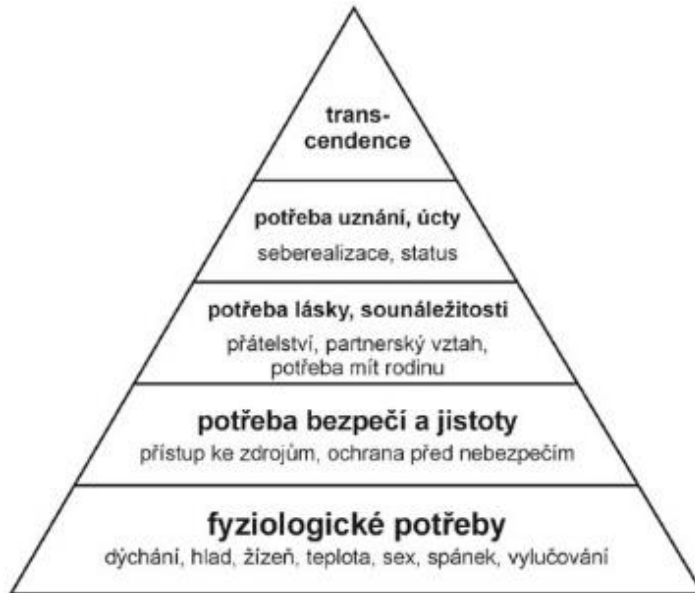 trans-
cendence
potřeba uznání, úcty
seberealizace, status
potřeba lásky, sounáležitosti
přátelství, partnerský vztah,
potřeba mít rodinu
potřeba bezpečí a jistoty
přístup ke zdrojům, ochrana před nebezpečím
fyziologické potřeby
dýchání, hlad, žízeň, teplota, sex, spánek, vylučování